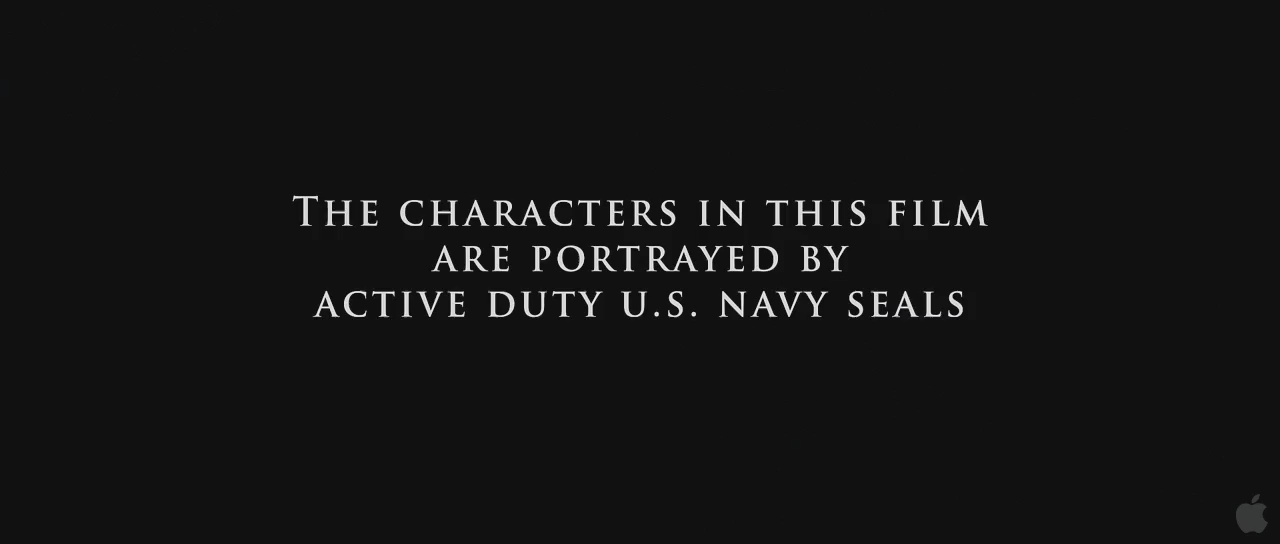 The characters in this film
are portrayed by
active duty U.S. Navy SEALs